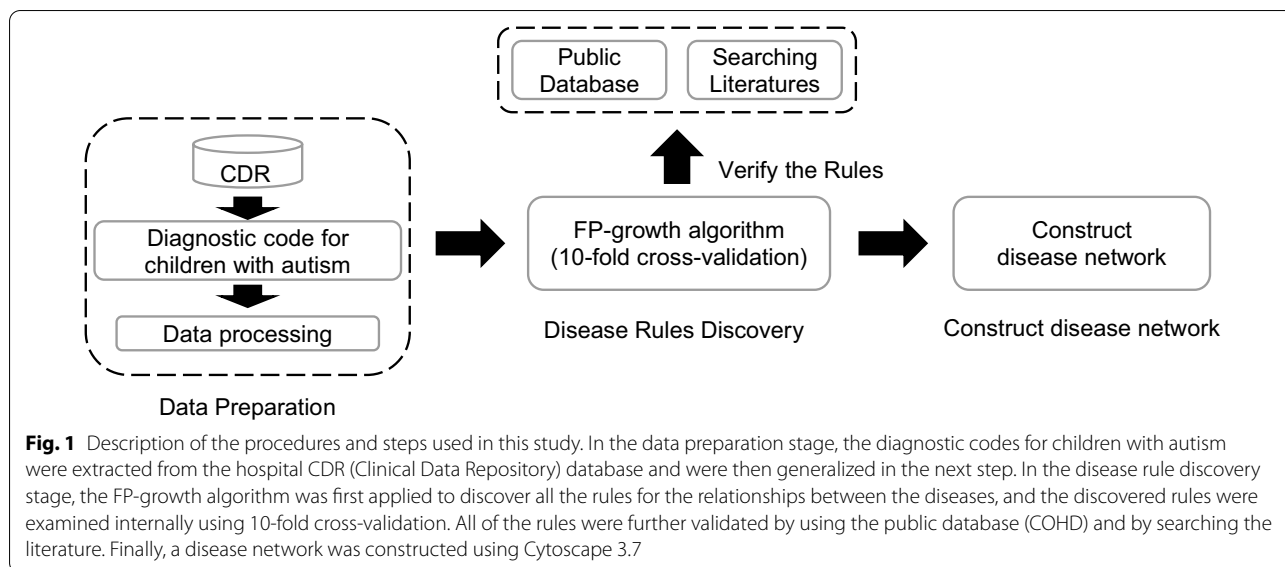 Public
Database
Searching
Literatures
CDR
Verify the Rules
Diagnostic code for
children with autism
FP-growth algorithm
(10-fold cross-validation)
Construct
disease network
Data processing
Disease Rules Discovery
Construct disease network
Data Preparation
Fig. 1 Description of the procedures and steps used in this study. In the data preparation stage, the diagnostic codes for children with autism
were extracted from the hospital CDR (Clinical Data Repository) database and were then generalized in the next step. In the disease rule discovery
stage, the FP-growth algorithm was first applied to discover all the rules for the relationships between the diseases, and the discovered rules were
examined internally using 10-fold cross-validation. All of the rules were further validated by using the public database (COHD) and by searching the
literature. Finally, a disease network was constructed using Cytoscape 3.7